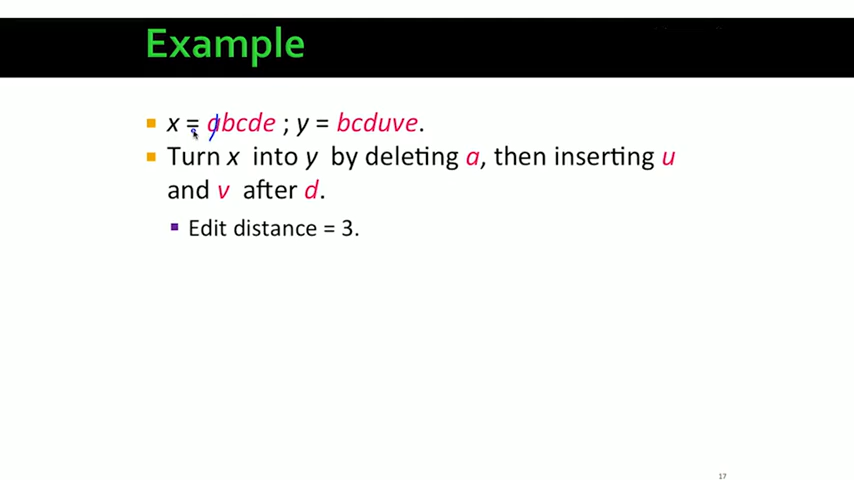 Example
x = abcde ; y = bcduve.
Turn x into y by deleting a, then inserting u
and v after d.
Edit distance = 3.
17